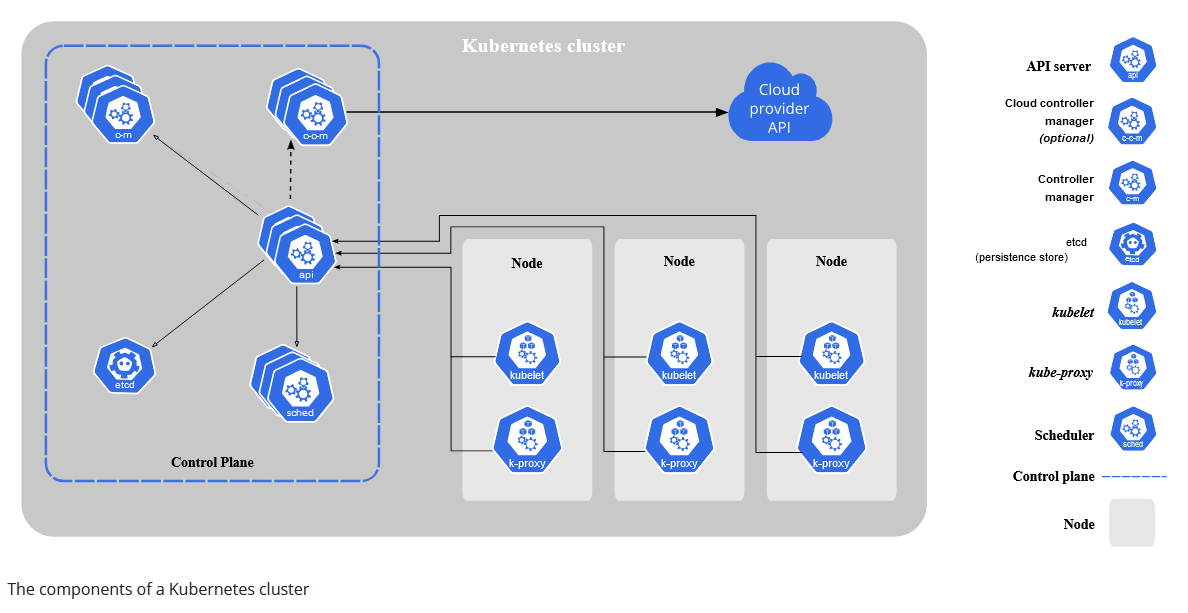 Kubernetes cluster
c-m
c-c-m
Cloud
provider
API
api
etcd
sched
Control Plane
Node
Node
Node
kubelet
kubelet
kubelet
k-proxy
k-proxy
k-proxy
API server
api
Cloud controller
manager
(optional)
c-c-m
Controller
manager
c-m
etcd
(persistence store)
etcd
kubelet
kubelet
kube-proxy
k-proxy
Scheduler
sched
Control plane
Node
The components of a Kubernetes cluster